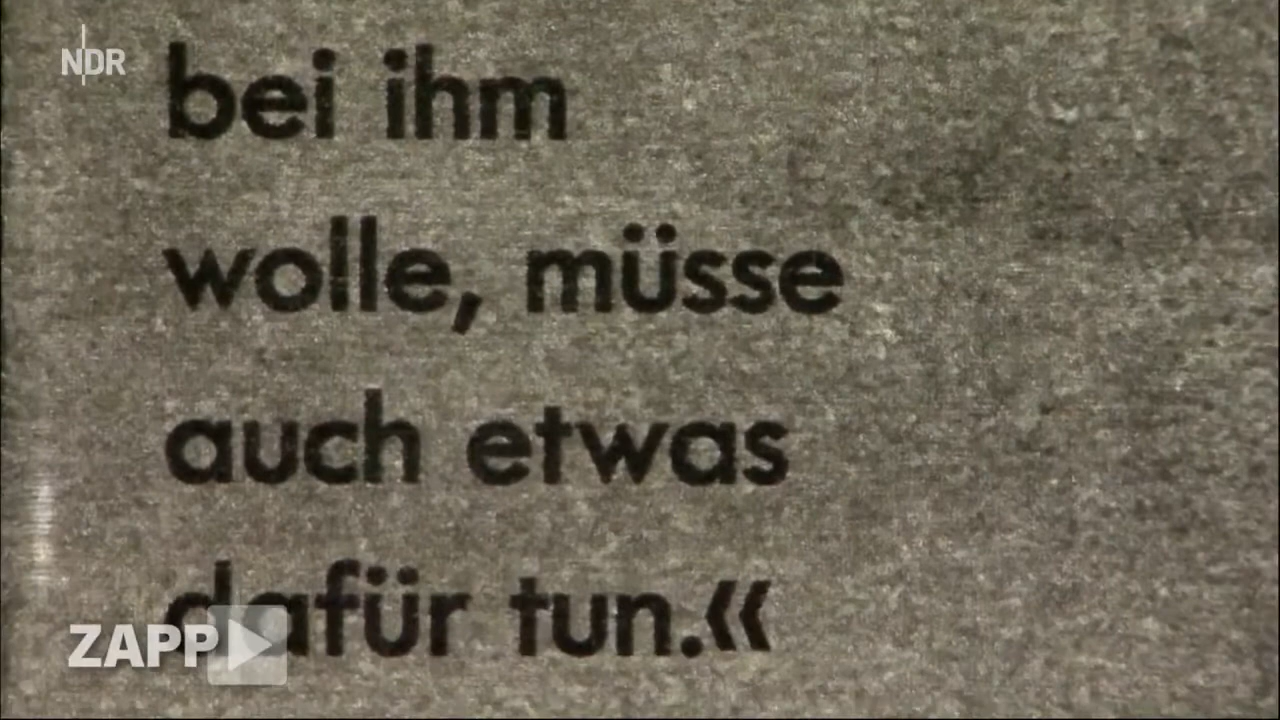 NDR
bei ihm
wolle, müsse
auch etwas
dafür tun.«
ZAPP